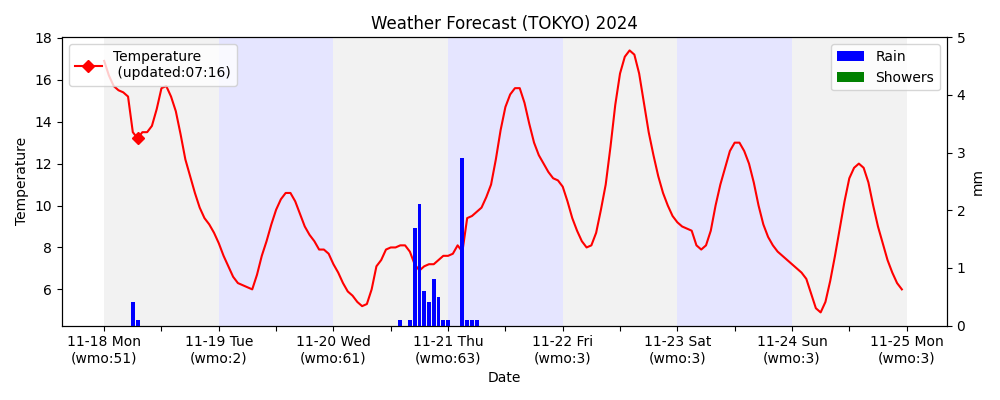 Weather Forecast (TOKYO) 2024
Temperature
(updated:07:16)
Rain
Showers
18
16
14
12
10
8
6
Temperature
5
4
3
2
1
0
mm
11-18 Mon
(wmo:51)
11-19 Tue
(wmo:2)
11-20 Wed
(wmo:61)
11-21 Thu
(wmo:63)
11-22 Fri
(wmo:3)
11-23 Sat
(wmo:3)
11-24 Sun
(wmo:3)
11-25 Mon
(wmo:3)
Date